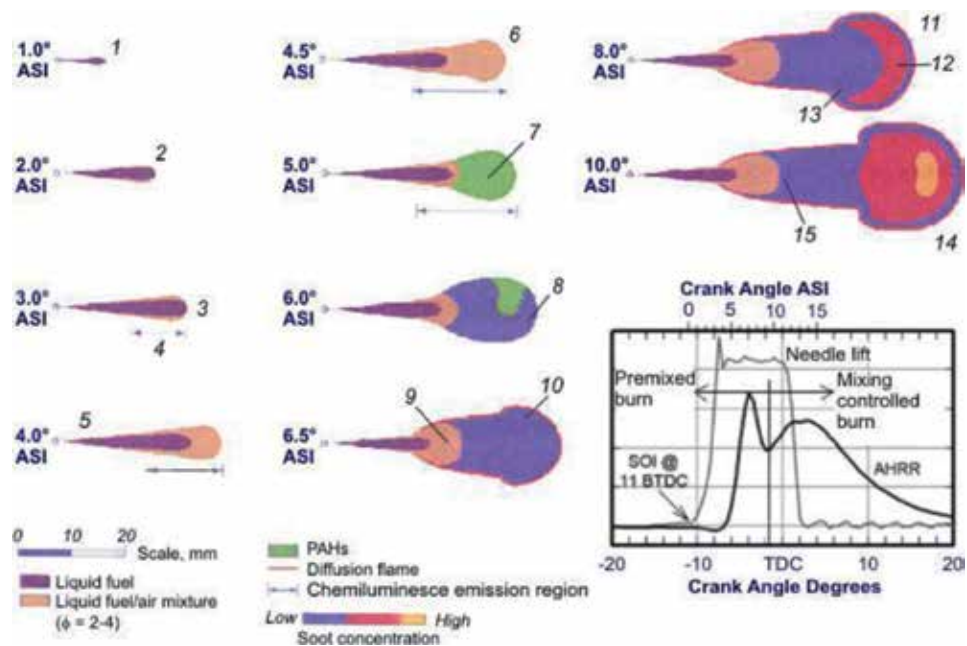 1.0°
ASI
1
2.0°
ASI
2
3.0°
ASI
3
4
4.0°
ASI
5
0 10 20
Scale, mm
Liquid fuel
Liquid fuel/air mixture
(ϕ = 2-4)
4.5°
ASI
6
5.0°
ASI
7
6.0°
ASI
8
6.5°
ASI
9
10
PAHs
Diffusion flame
Chemiluminesce emission region
Low High
Soot concentration
8.0°
ASI
11
12
13
10.0°
ASI
14
15
Crank Angle ASI
0 5 10 15
Needle lift
Premixed
burn
Mixing
controlled
burn
SOI @
11 BTDC
AHRR
-20 -10 TDC 10 20
Crank Angle Degrees